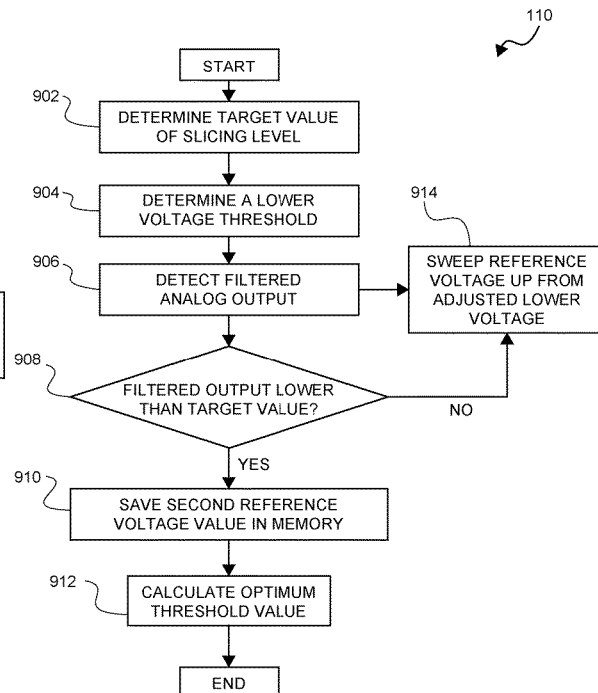 110
START
902
DETERMINE TARGET VALUE
OF SLICING LEVEL
904
DETERMINE A LOWER
VOLTAGE THRESHOLD
914
SWEEP REFERENCE
VOLTAGE UP FROM
ADJUSTED LOWER
VOLTAGE
906
DETECT FILTERED
ANALOG OUTPUT
908
FILTERED OUTPUT LOWER
THAN TARGET VALUE?
NO
YES
910
SAVE SECOND REFERENCE
VOLTAGE VALUE IN MEMORY
912
CALCULATE OPTIMUM
THRESHOLD VALUE
END